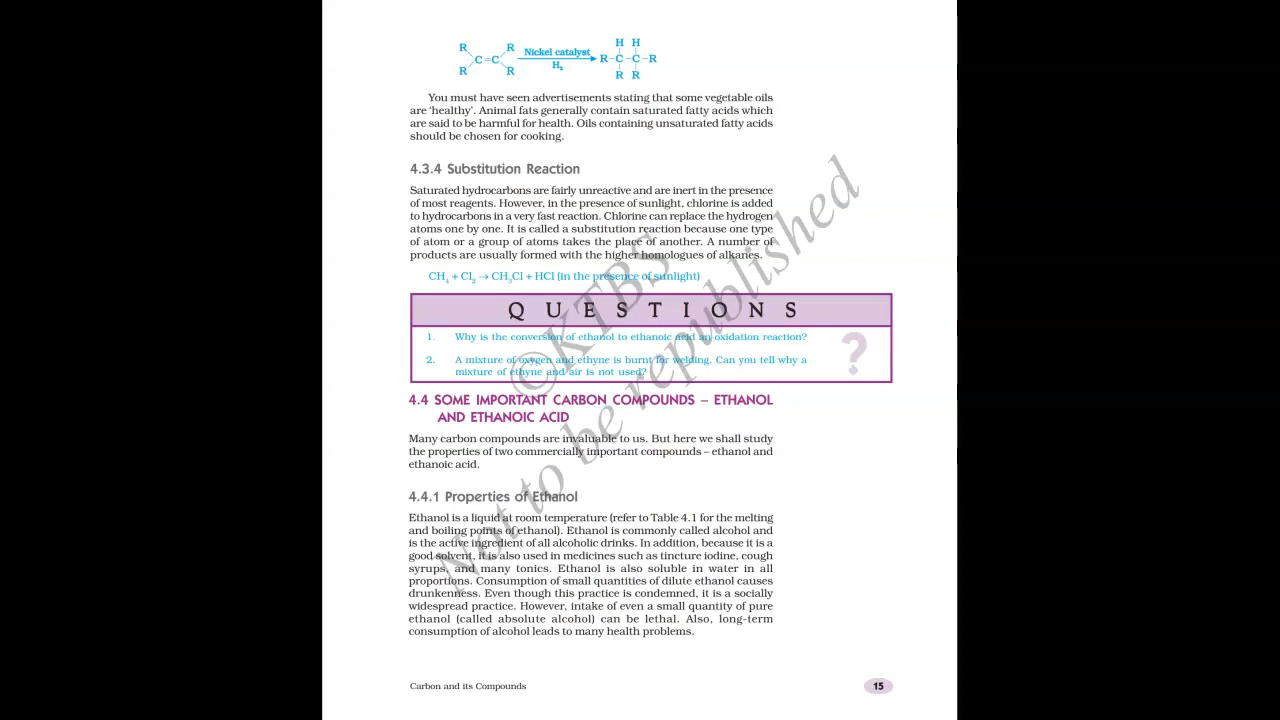 R R Nickel catalyst H H
C=C R–C–C–R
R R H₂ R R
You must have seen advertisements stating that some vegetable oils
are ‘healthy’. Animal fats generally contain saturated fatty acids which
are said to be harmful for health. Oils containing unsaturated fatty acids
should be chosen for cooking.
4.3.4 Substitution Reaction
Saturated hydrocarbons are fairly unreactive and are inert in the presence
of most reagents. However, in the presence of sunlight, chlorine is added
to hydrocarbons in a very fast reaction. Chlorine can replace the hydrogen
atoms one by one. It is called a substitution reaction because one type
of atom or a group of atoms takes the place of another. A number of
products are usually formed with the higher homologues of alkanes.
CH₄ + Cl₂ → CH₃Cl + HCl (in the presence of sunlight)
QUESTIONS
1. Why is the conversion of ethanol to ethanoic acid an oxidation reaction?
2. A mixture of oxygen and ethyne is burnt for welding. Can you tell why a
mixture of ethyne and air is not used?
?
4.4 SOME IMPORTANT CARBON COMPOUNDS – ETHANOL
AND ETHANOIC ACID
Many carbon compounds are invaluable to us. But here we shall study
the properties of two commercially important compounds – ethanol and
ethanoic acid.
4.4.1 Properties of Ethanol
Ethanol is a liquid at room temperature (refer to Table 4.1 for the melting
and boiling points of ethanol). Ethanol is commonly called alcohol and
is the active ingredient of all alcoholic drinks. In addition, because it is a
good solvent, it is also used in medicines such as tincture iodine, cough
syrups, and many tonics. Ethanol is also soluble in water in all
proportions. Consumption of small quantities of dilute ethanol causes
drunkenness. Even though this practice is condemned, it is a socially
widespread practice. However, intake of even a small quantity of pure
ethanol (called absolute alcohol) can be lethal. Also, long-term
consumption of alcohol leads to many health problems.
©KTBS
Not to be republished
Carbon and its Compounds
15